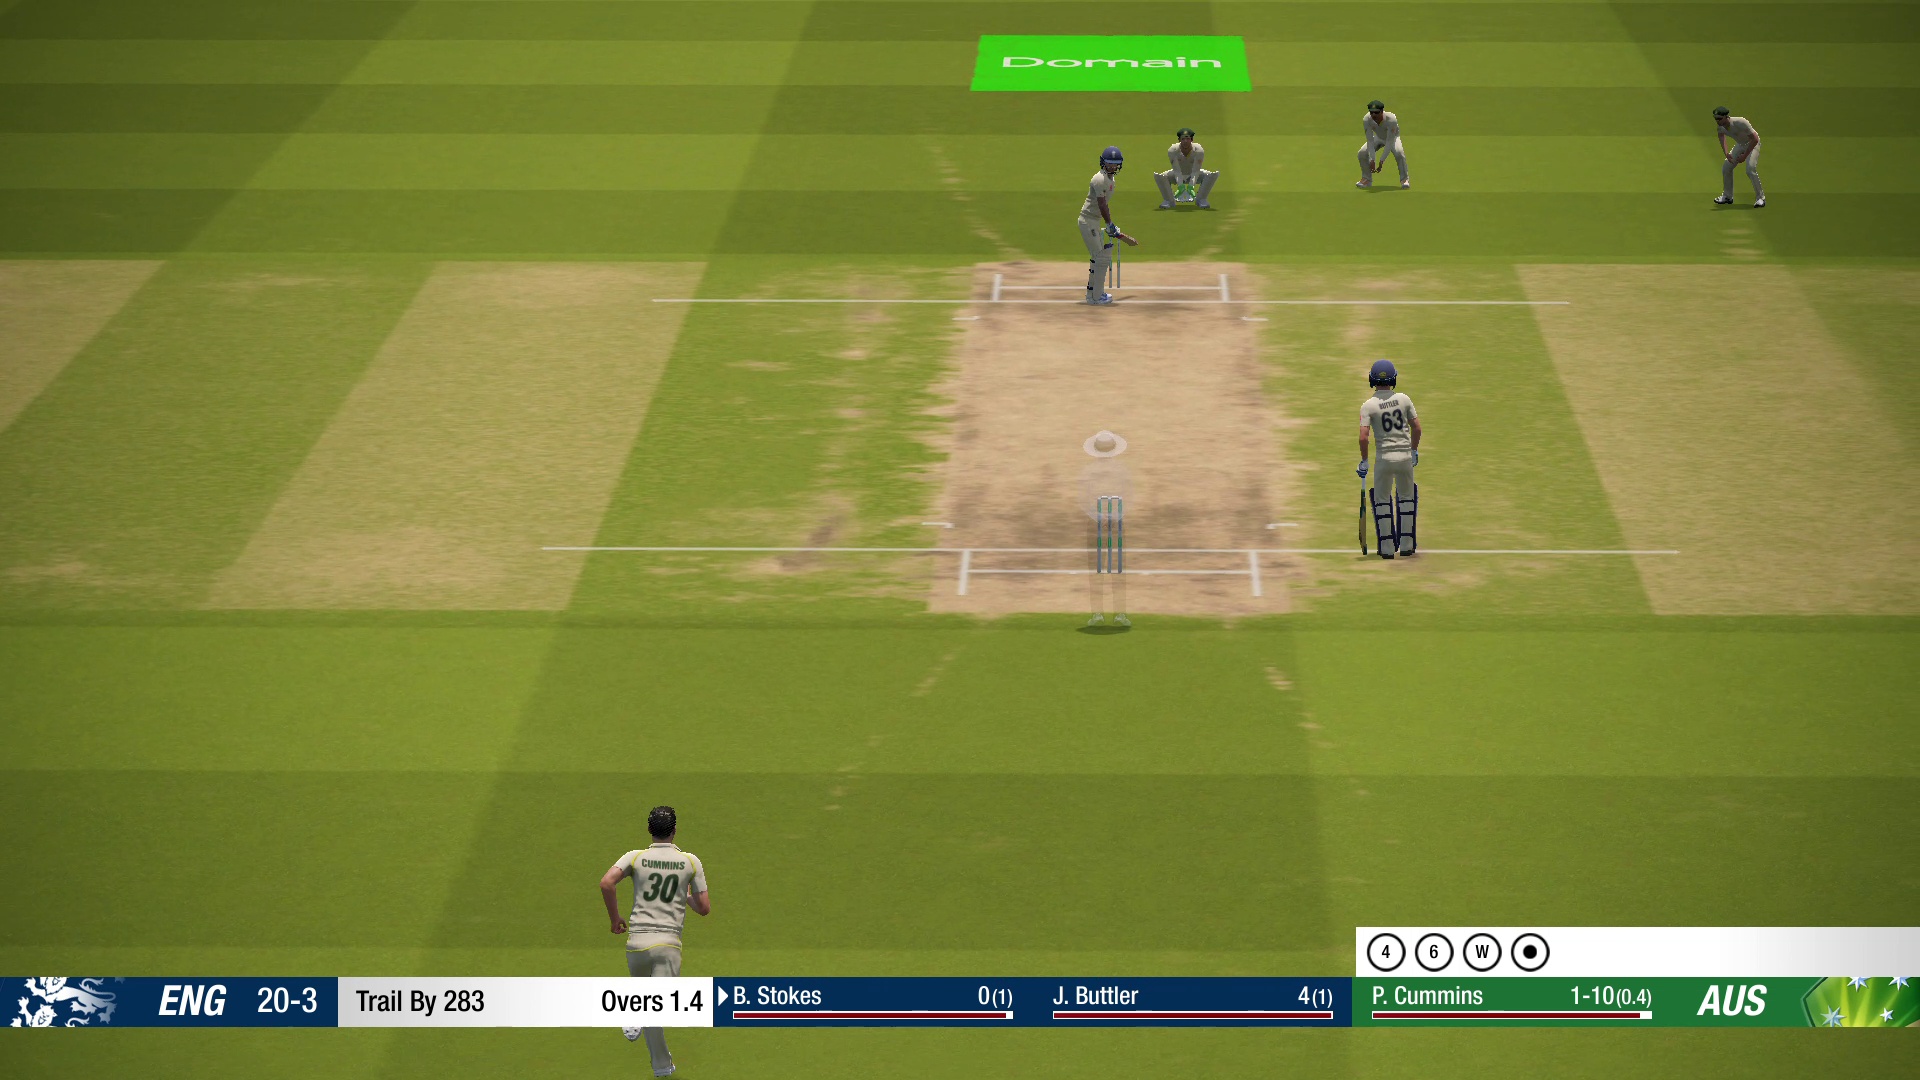 Domain
BUTTLER
63
CUMMINS
30
4 6 W
ENG 20-3 Trail By 283 Overs 1.4 B. Stokes 0(1) J. Buttler 4(1) P. Cummins 1-10(0.4) AUS